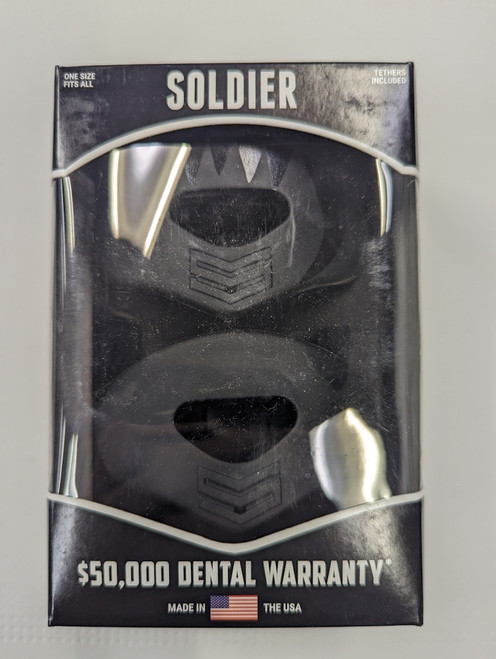 ONE SIZE
FITS ALL
SOLDIER
TETHERS
INCLUDED
$50,000 DENTAL WARRANTY*
MADE IN THE USA